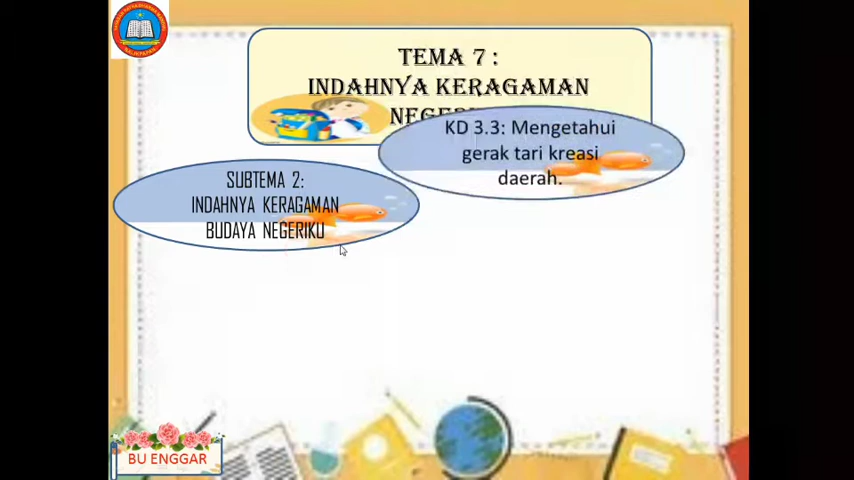 TEMA 7 :
INDAHNYA KERAGAMAN
KD 3.3: Mengetahui
gerak tari kreasi
daerah.
SUBTEMA 2:
INDAHNYA KERAGAMAN
BUDAYA NEGERIKU
BU ENGGAR